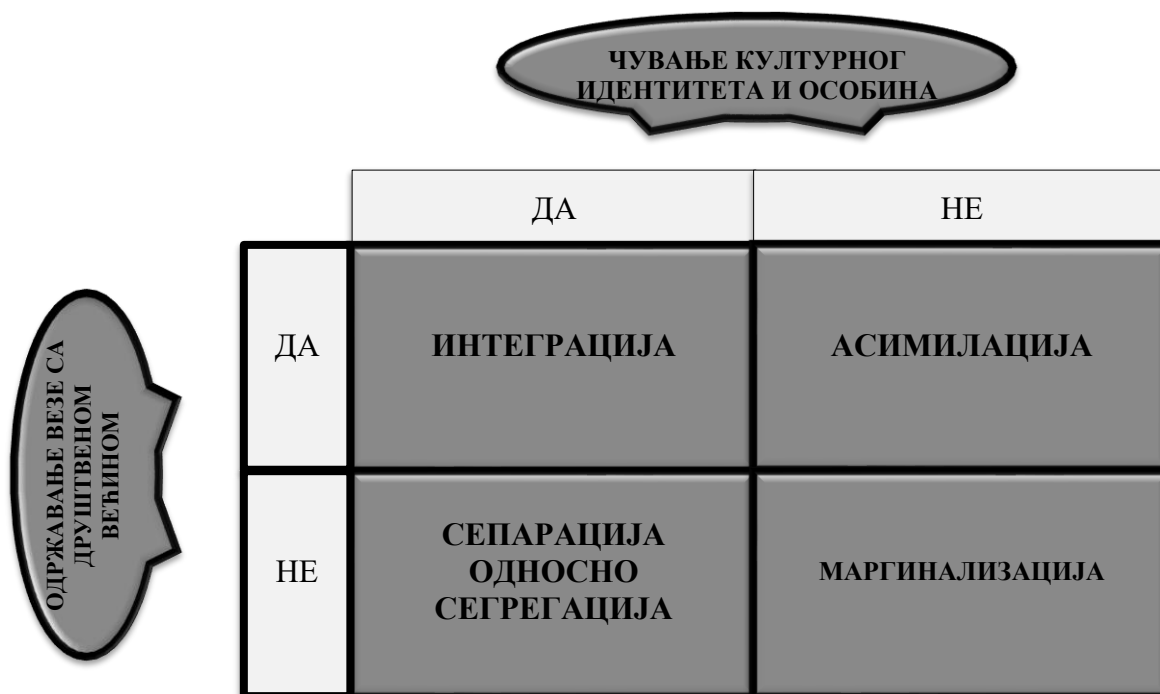 ЧУВАЊЕ КУЛТУРНОГ
ИДЕНТИТЕТА И ОСОБИНА
ДА
НЕ
ОДРЖАВАЊЕ ВЕЗЕ СА
ДРУШТВЕНОМ
ВЕЋИНОМ
ДА
ИНТЕГРАЦИЈА
АСИМИЛАЦИЈА
НЕ
СЕПАРАЦИЈА
ОДНОСНО
СЕГРЕГАЦИЈА
МАРГИНАЛИЗАЦИЈА